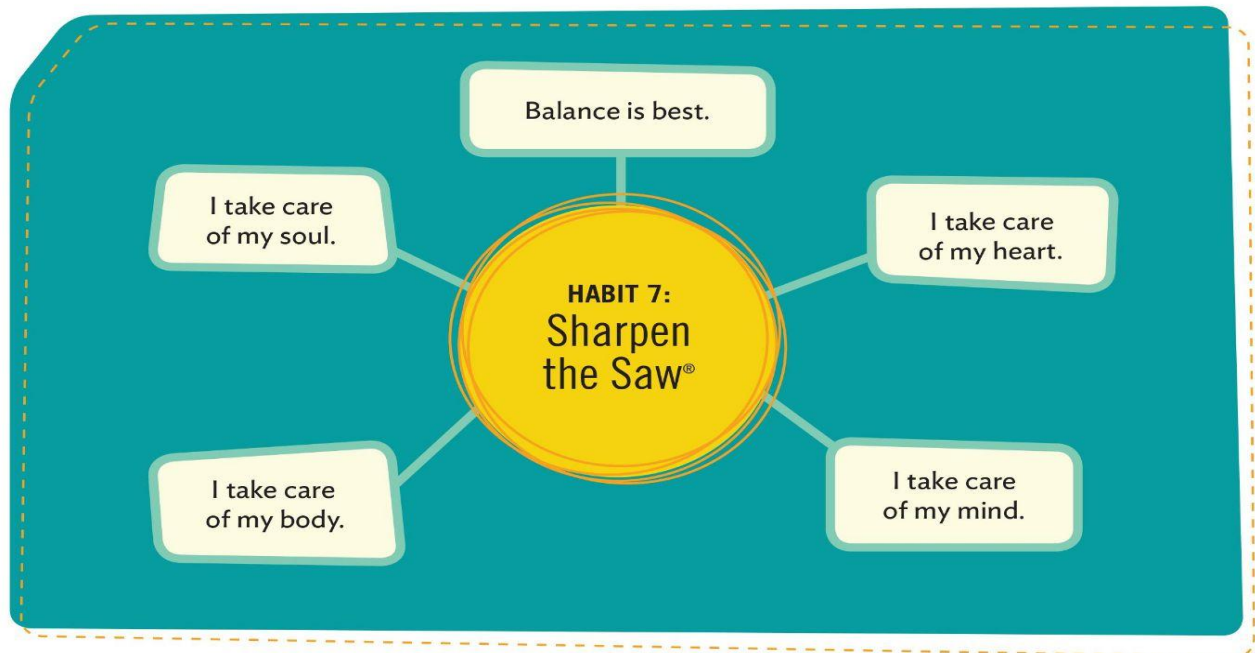 Balance is best.
I take care
of my soul.
I take care
of my heart.
HABIT 7:
Sharpen
the Saw®
I take care
of my body.
I take care
of my mind.